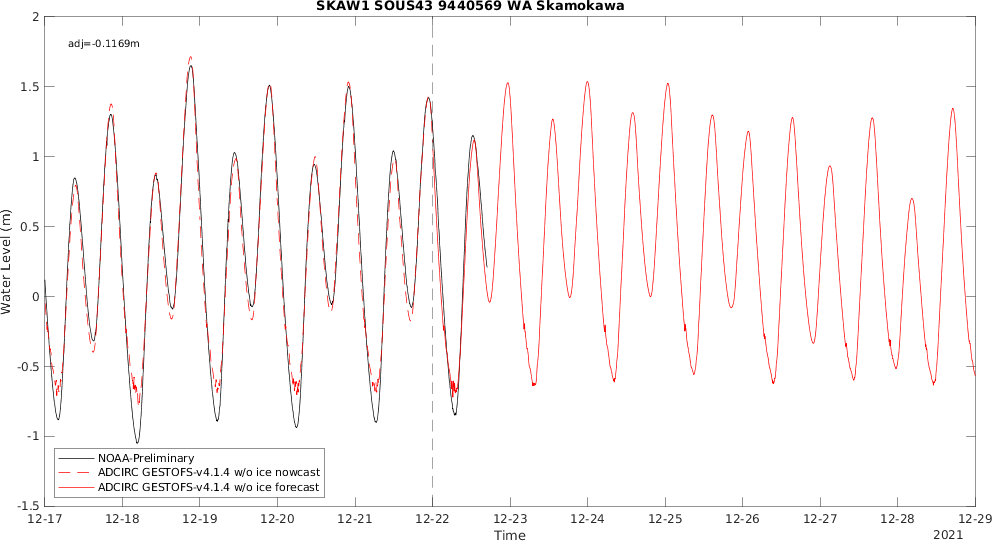 SKAW1 SOUS43 9440569 WA Skamokawa
adj=-0.1169m
Water Level (m)
2
1.5
1
0.5
0
-0.5
-1
-1.5
NOAA-Preliminary
ADCIRC GESTOFS-v4.1.4 w/o ice nowcast
ADCIRC GESTOFS-v4.1.4 w/o ice forecast
12-17 12-18 12-19 12-20 12-21 12-22 12-23 12-24 12-25 12-26 12-27 12-28 12-29
Time
2021